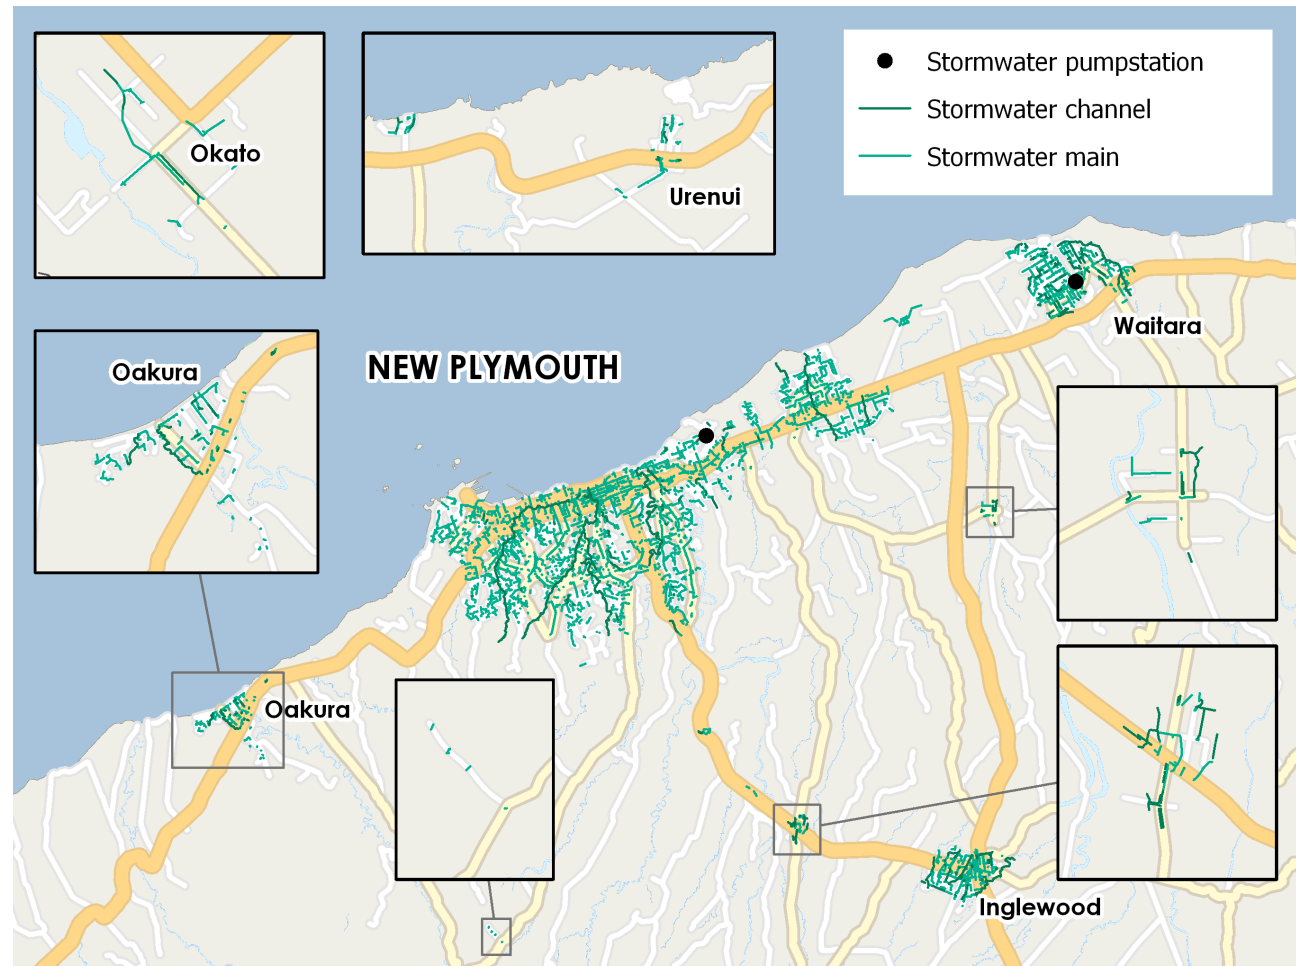 Stormwater pumpstation
Stormwater channel
Stormwater main
Okato
Urenui
Waitara
Oakura
NEW PLYMOUTH
Oakura
Inglewood